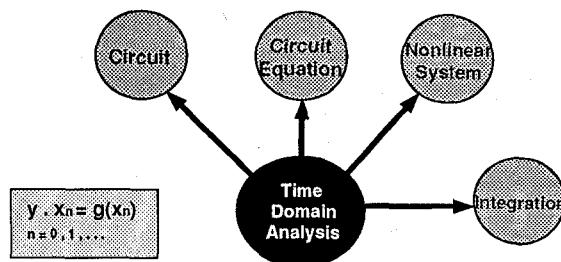 Circuit
Circuit
Equation
Nonlinear
System
Time
Domain
Analysis
Integration
y . xn = g(xn)
n = 0 , 1 , . . .